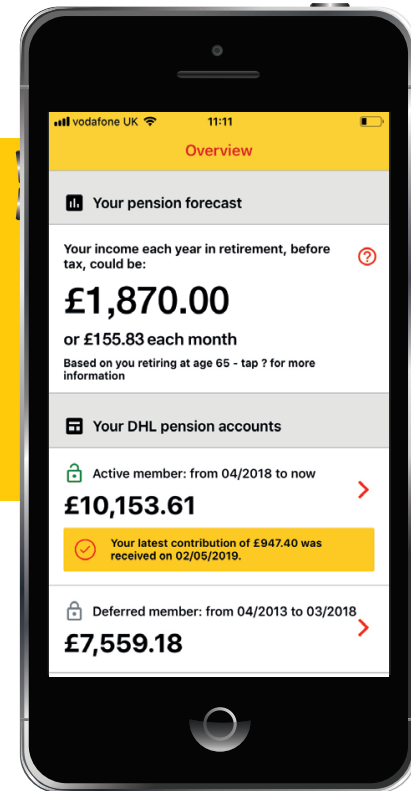 vodafone UK 11:11
Overview
Your pension forecast
Your income each year in retirement, before
tax, could be:
?
£1,870.00
or £155.83 each month
Based on you retiring at age 65 - tap ? for more
information
Your DHL pension accounts
Active member: from 04/2018 to now
£10,153.61
Your latest contribution of £947.40 was
received on 02/05/2019.
Deferred member: from 04/2013 to 03/2018
£7,559.18